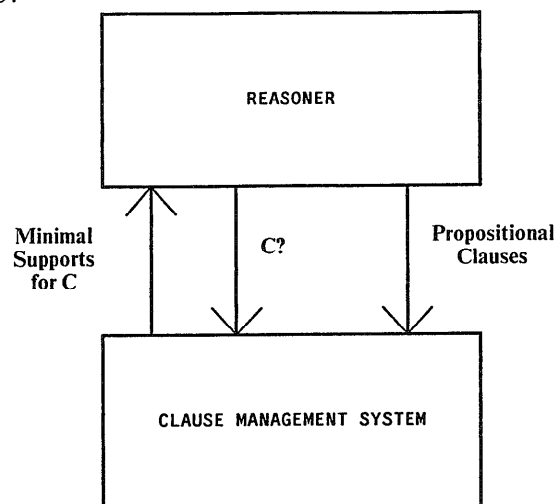 REASONER
Minimal
Supports
for C
C?
Propositional
Clauses
CLAUSE MANAGEMENT SYSTEM